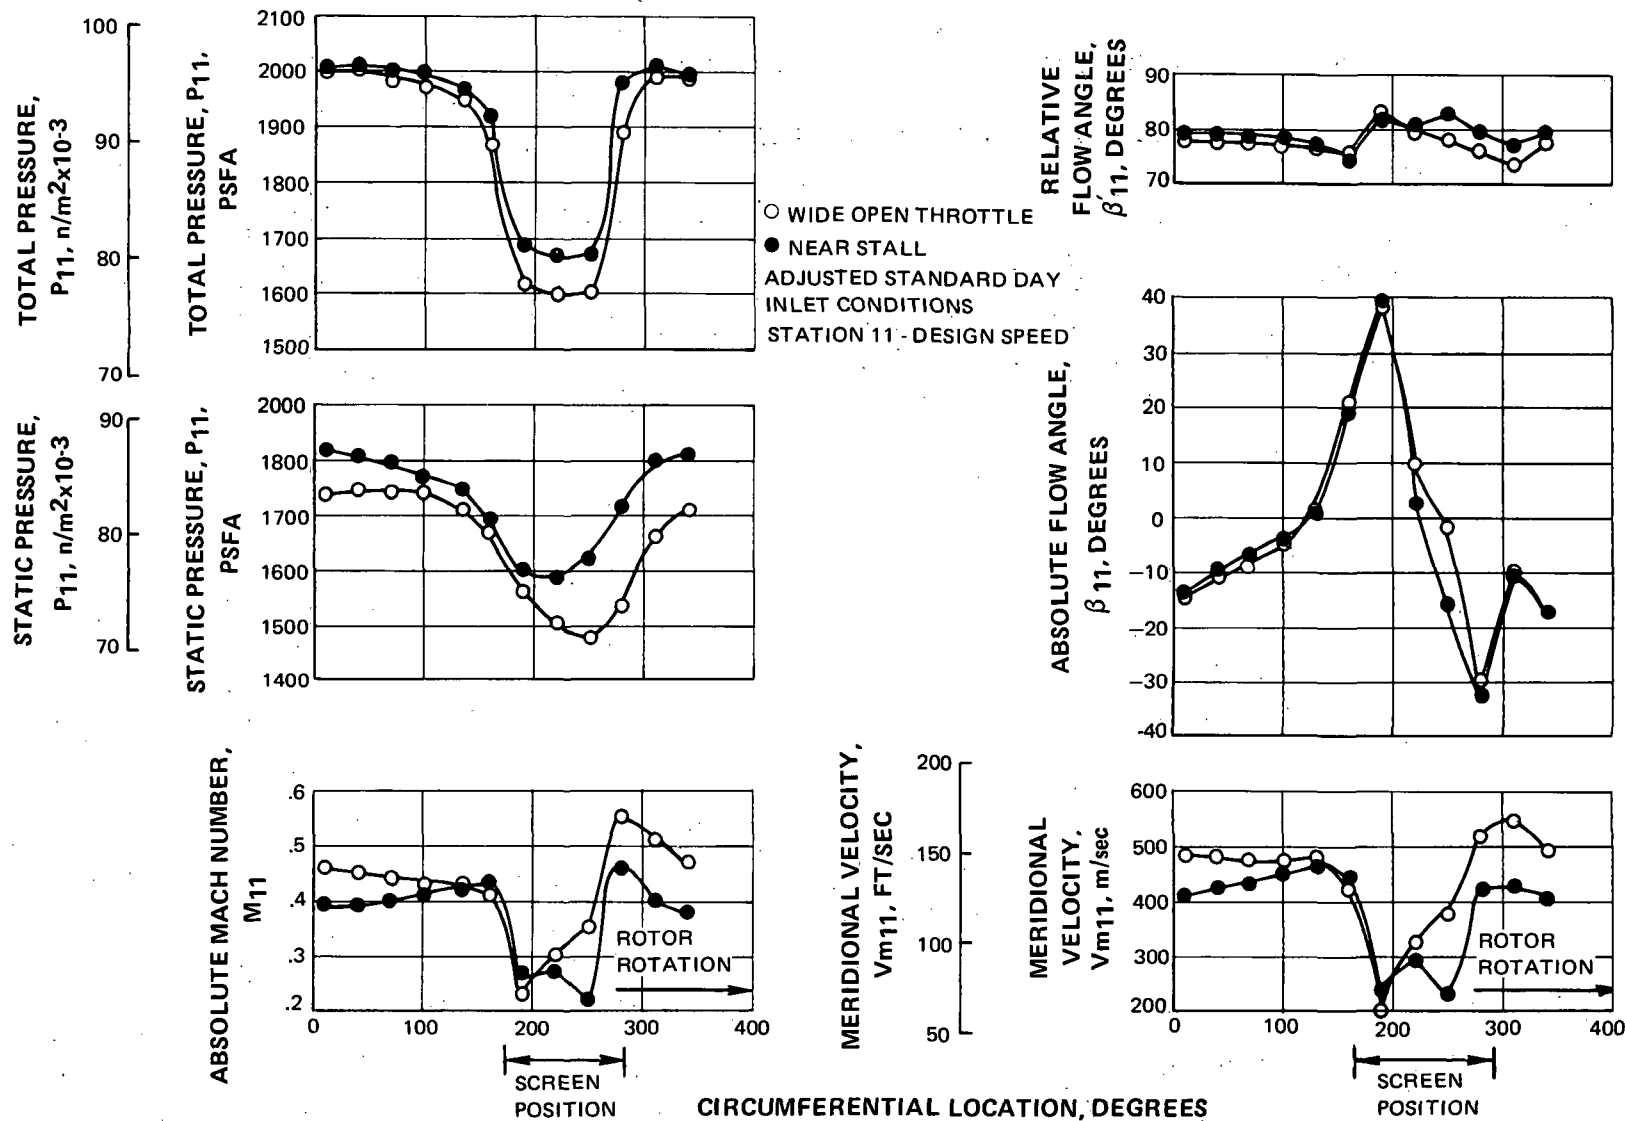 TOTAL PRESSURE,
P11, n/m2x10-3
100
90
80
70
TOTAL PRESSURE, P11,
PSFA
2100
2000
1900
1800
1700
1600
1500
WIDE OPEN THROTTLE
NEAR STALL
ADJUSTED STANDARD DAY
INLET CONDITIONS
STATION 11 - DESIGN SPEED
STATIC PRESSURE,
P11, n/m2x10-3
90
80
70
STATIC PRESSURE, P11,
PSFA
2000
1800
1700
1600
1500
1400
ABSOLUTE MACH NUMBER,
M11
.6
.5
.4
.3
.2
ROTOR
ROTATION
0 100 200 300 400
SCREEN
POSITION
RELATIVE
FLOW ANGLE,
β′11, DEGREES
90
80
70
ABSOLUTE FLOW ANGLE,
β11, DEGREES
40
30
20
10
0
-10
-20
-30
-40
MERIDIONAL VELOCITY,
Vm11, FT/SEC
200
150
100
50
MERIDIONAL
VELOCITY,
Vm11, m/sec
600
500
400
300
200
ROTOR
ROTATION
0 100 200 300 400
SCREEN
POSITION
CIRCUMFERENTIAL LOCATION, DEGREES